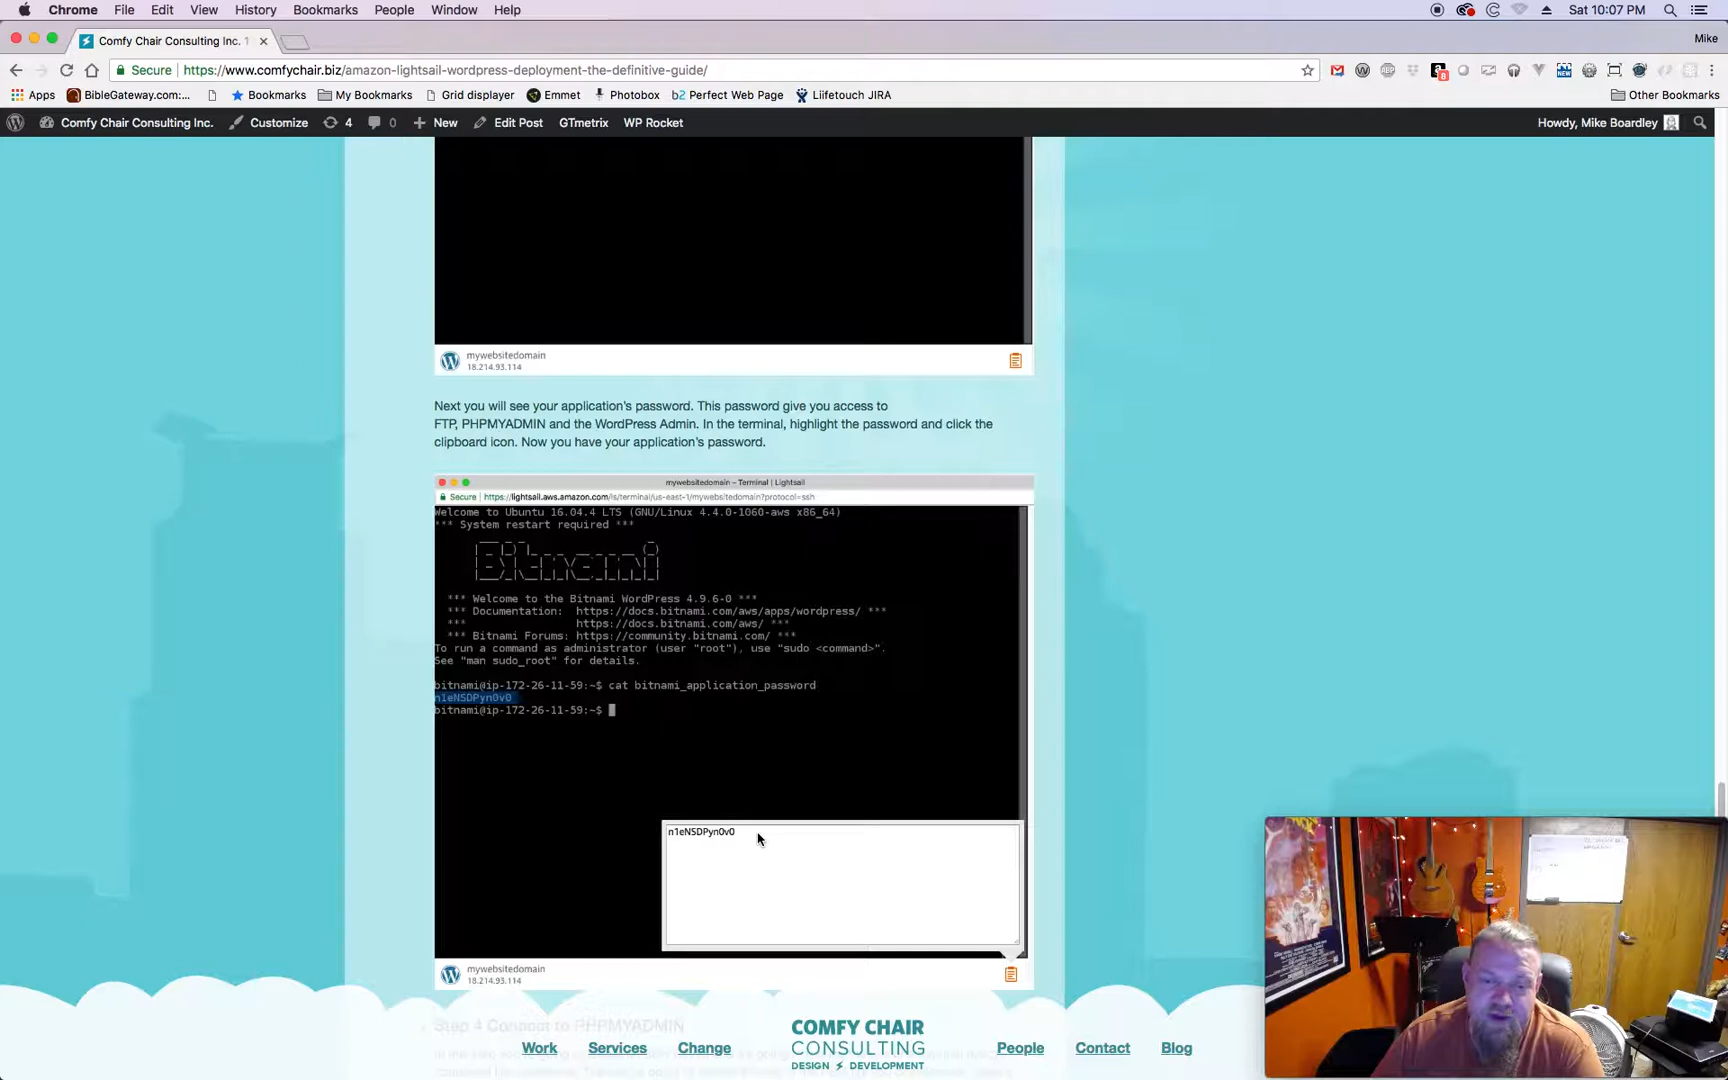 Chrome File Edit View History Bookmarks People Window Help Sat 10:07 PM
Comfy Chair Consulting Inc. Mike
Secure https://www.comfychair.biz/amazon-lightsail-wordpress-deployment-the-definitive-guide/
Apps BibleGateway.com:... Bookmarks My Bookmarks Grid displayer Emmet Photobox b2 Perfect Web Page Liifetouch JIRA Other Bookmarks
Comfy Chair Consulting Inc. Customize 4 0 New Edit Post GTmetrix WP Rocket Howdy, Mike Boardley
mywebsitedomain
18.214.93.114
Next you will see your application's password. This password give you access to
FTP, PHPMYADMIN and the WordPress Admin. In the terminal, highlight the password and click the
clipboard icon. Now you have your application's password.
mywebsitedomain – Terminal | Lightsail
Secure https://lightsail.aws.amazon.com/ls/terminal/us-east-1/mywebsitedomain?protocol=ssh
Welcome to Ubuntu 16.04.4 LTS (GNU/Linux 4.4.0-1060-aws x86_64)
*** System restart required ***
Bitnami
*** Welcome to the Bitnami WordPress 4.9.6-0 ***
*** Documentation: https://docs.bitnami.com/aws/apps/wordpress/ ***
*** https://docs.bitnami.com/aws/ ***
*** Bitnami Forums: https://community.bitnami.com/ ***
To run a command as administrator (user "root"), use "sudo <command>".
See "man sudo_root" for details.
bitnami@ip-172-26-11-59:~$ cat bitnami_application_password
n1eNSDPyn0v0
bitnami@ip-172-26-11-59:~$
n1eNSDPyn0v0
mywebsitedomain
18.214.93.114
Step 4 Connect to PHPMYADMIN
Work Services Change COMFY CHAIR CONSULTING DESIGN DEVELOPMENT People Contact Blog